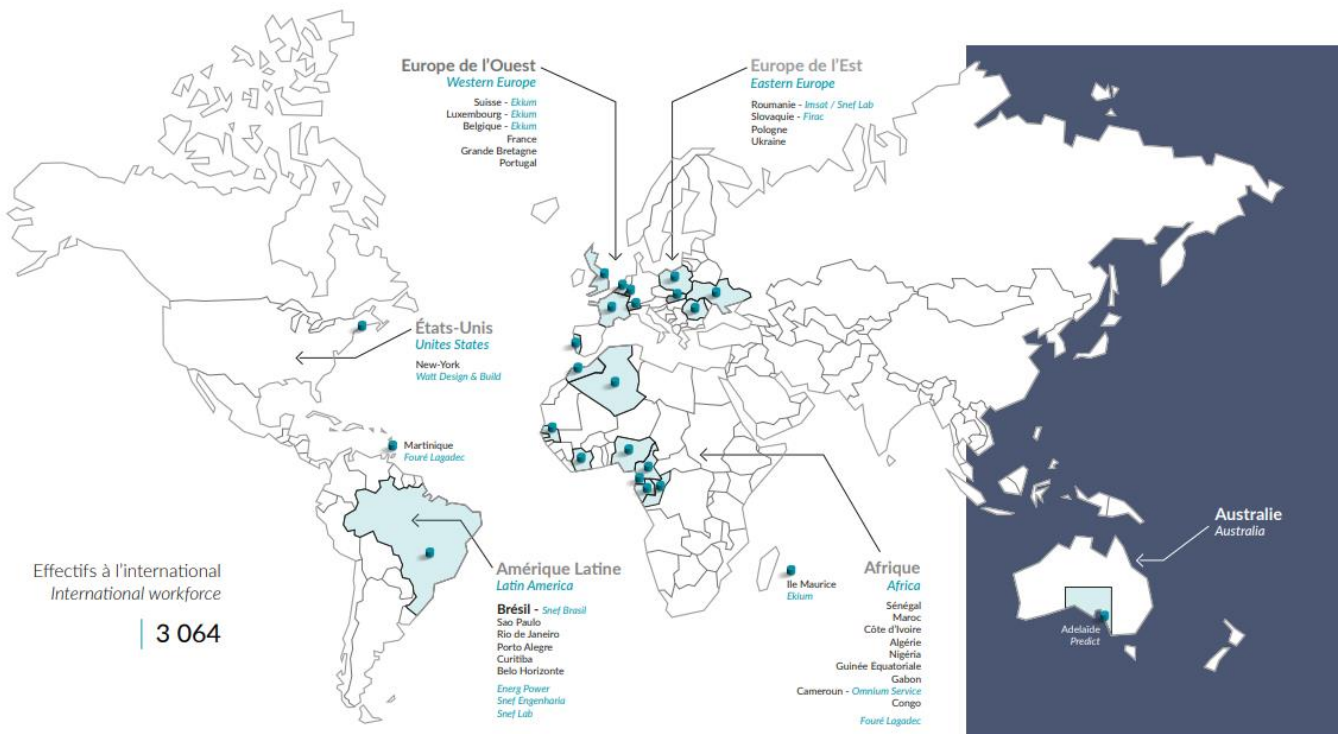 Europe de l'Ouest
Western Europe
Suisse - Ekium
Luxembourg - Ekium
Belgique - Ekium
France
Grande Bretagne
Portugal
Europe de l'Est
Eastern Europe
Roumanie - Imsat / Snef Lab
Slovaquie - Firac
Pologne
Ukraine
États-Unis
Unites States
New-York
Watt Design & Build
Martinique
Fouré Lagadec
Effectifs à l'international
International workforce
3 064
Amérique Latine
Latin America
Brésil - Snef Brasil
Sao Paulo
Rio de Janeiro
Porto Alegre
Curitiba
Belo Horizonte
Energ Power
Snef Engenharia
Snef Lab
Ile Maurice
Ekium
Afrique
Africa
Sénégal
Maroc
Côte d'Ivoire
Algérie
Nigèria
Guinée Equatoriale
Gabon
Cameroun - Omnium Service
Congo
Fouré Lagadec
Australie
Australia
Adelaïde
Predict